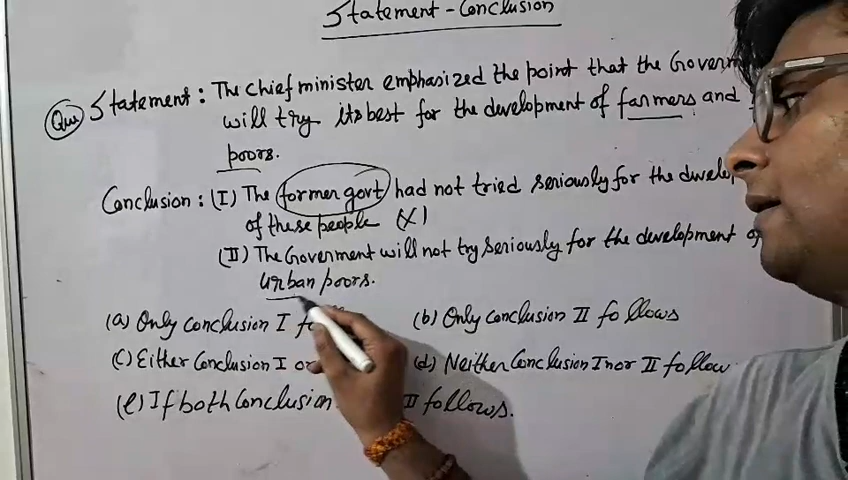 Statement - Conclusion
Que Statement : The Chief minister emphasized the point that the Governm
will try its best for the development of farmers and
poors.
Conclusion : (I) The former govt had not tried seriously for the develop
of these people (X)
(II) The Goverment will not try seriously for the development of
urban poors.
(a) Only conclusion I (b) Only conclusion II follows
(c) Either Conclusion I or (d) Neither Conclusion I nor II follow
(e) If both Conclusion II follows.